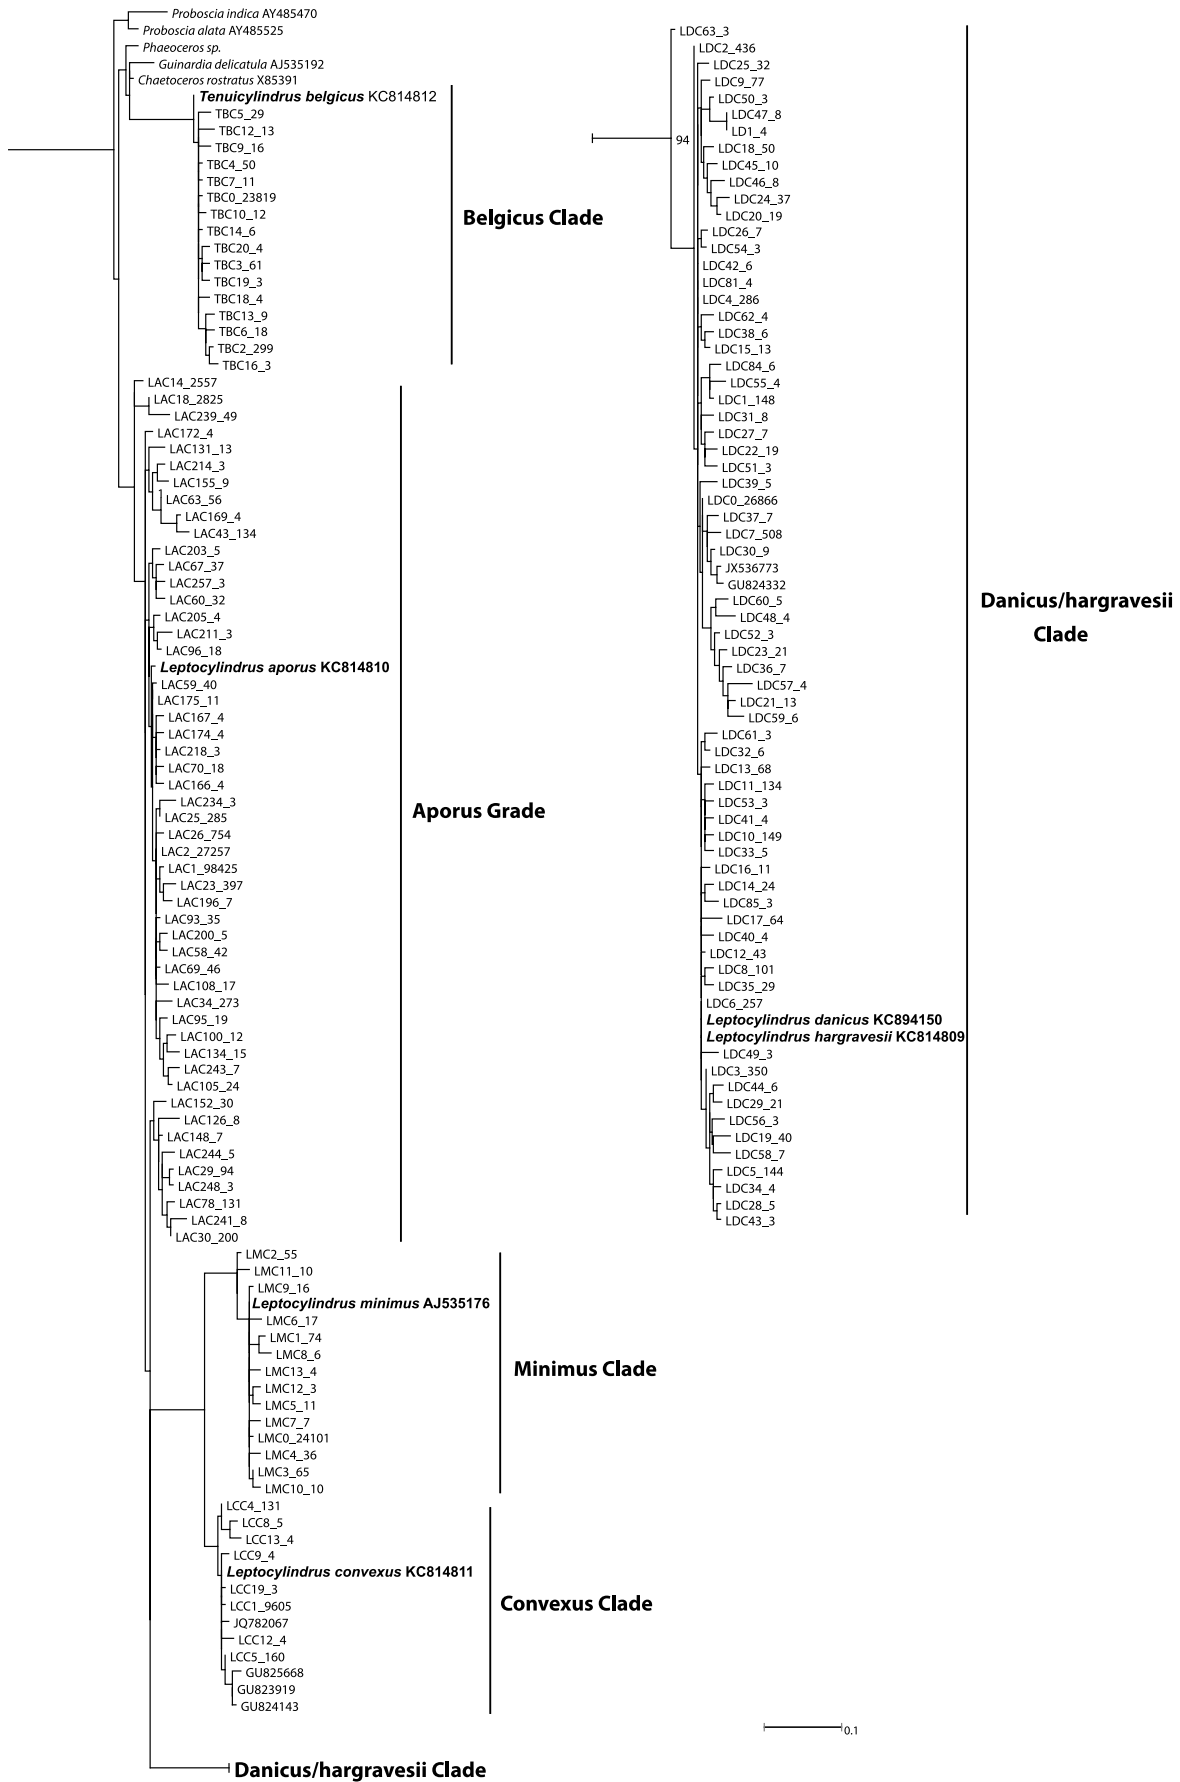 Proboscia indica AY485470
Proboscia alata AY485525
Phaeoceros sp.
Guinardia delicatula AJ535192
Chaetoceros rostratus X85391
Tenuicylindrus belgicus KC814812
TBC5_29
TBC12_13
TBC9_16
TBC4_50
TBC7_11
TBC0_23819
TBC10_12
TBC14_6
TBC20_4
TBC3_61
TBC19_3
TBC18_4
TBC13_9
TBC6_18
TBC2_299
TBC16_3
Belgicus Clade
LAC14_2557
LAC18_2825
LAC239_49
LAC172_4
LAC131_13
LAC214_3
LAC155_9
LAC63_56
LAC169_4
LAC43_134
LAC203_5
LAC67_37
LAC257_3
LAC60_32
LAC205_4
LAC211_3
LAC96_18
Leptocylindrus aporus KC814810
LAC59_40
LAC175_11
LAC167_4
LAC174_4
LAC218_3
LAC70_18
LAC166_4
LAC234_3
LAC25_285
LAC26_754
LAC2_27257
LAC1_98425
LAC23_397
LAC196_7
LAC93_35
LAC200_5
LAC58_42
LAC69_46
LAC108_17
LAC34_273
LAC95_19
LAC100_12
LAC134_15
LAC243_7
LAC105_24
LAC152_30
LAC126_8
LAC148_7
LAC244_5
LAC29_94
LAC248_3
LAC78_131
LAC241_8
LAC30_200
Aporus Grade
LMC2_55
LMC11_10
LMC9_16
Leptocylindrus minimus AJ535176
LMC6_17
LMC1_74
LMC8_6
LMC13_4
LMC12_3
LMC5_11
LMC7_7
LMC0_24101
LMC4_36
LMC3_65
LMC10_10
Minimus Clade
LCC4_131
LCC8_5
LCC13_4
LCC9_4
Leptocylindrus convexus KC814811
LCC19_3
LCC1_9605
JQ782067
LCC12_4
LCC5_160
GU825668
GU823919
GU824143
Convexus Clade
Danicus/hargravesii Clade
94
LDC63_3
LDC2_436
LDC25_32
LDC9_77
LDC50_3
LDC47_8
LD1_4
LDC18_50
LDC45_10
LDC46_8
LDC24_37
LDC20_19
LDC26_7
LDC54_3
LDC42_6
LDC81_4
LDC4_286
LDC62_4
LDC38_6
LDC15_13
LDC84_6
LDC55_4
LDC1_148
LDC31_8
LDC27_7
LDC22_19
LDC51_3
LDC39_5
LDC0_26866
LDC37_7
LDC7_508
LDC30_9
JX536773
GU824332
LDC60_5
LDC48_4
LDC52_3
LDC23_21
LDC36_7
LDC57_4
LDC21_13
LDC59_6
LDC61_3
LDC32_6
LDC13_68
LDC11_134
LDC53_3
LDC41_4
LDC10_149
LDC33_5
LDC16_11
LDC14_24
LDC85_3
LDC17_64
LDC40_4
LDC12_43
LDC8_101
LDC35_29
LDC6_257
Leptocylindrus danicus KC894150
Leptocylindrus hargravesii KC814809
LDC49_3
LDC3_350
LDC44_6
LDC29_21
LDC56_3
LDC19_40
LDC58_7
LDC5_144
LDC34_4
LDC28_5
LDC43_3
Danicus/hargravesii
Clade
0.1